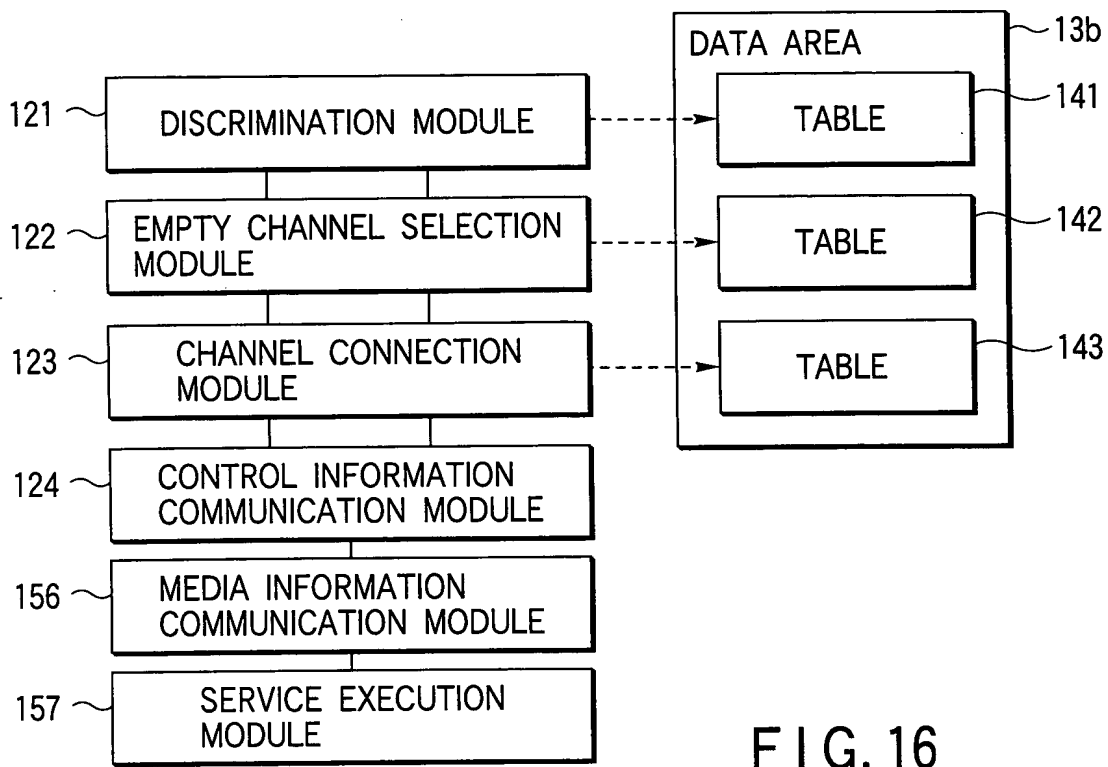 DATA AREA
13b
121
DISCRIMINATION MODULE
TABLE
141
122
EMPTY CHANNEL SELECTION
MODULE
TABLE
142
123
CHANNEL CONNECTION
MODULE
TABLE
143
124
CONTROL INFORMATION
COMMUNICATION MODULE
156
MEDIA INFORMATION
COMMUNICATION MODULE
157
SERVICE EXECUTION
MODULE
FIG. 16